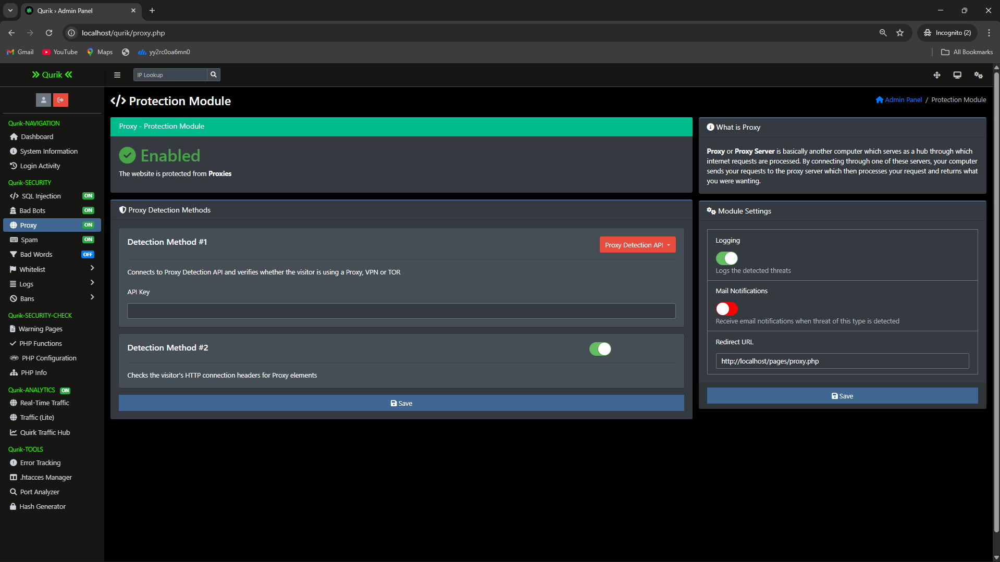 Qurik › Admin Panel
localhost/qurik/proxy.php
Incognito (2)
Gmail
YouTube
Maps
yy2rc0oa6mn0
All Bookmarks
Qurik
IP Lookup
Protection Module
Admin Panel / Protection Module
Qurik-NAVIGATION
Dashboard
System Information
Login Activity
Qurik-SECURITY
SQL Injection ON
Bad Bots ON
Proxy ON
Spam ON
Bad Words OFF
Whitelist
Logs
Bans
Qurik-SECURITY-CHECK
Warning Pages
PHP Functions
php PHP Configuration
PHP Info
Qurik-ANALYTICS ON
Real-Time Traffic
Traffic (Lite)
Quirk Traffic Hub
Qurik-TOOLS
Error Tracking
.htacces Manager
Port Analyzer
Hash Generator
Proxy - Protection Module
Enabled
The website is protected from Proxies
Proxy Detection Methods
Detection Method #1
Proxy Detection API
Connects to Proxy Detection API and verifies whether the visitor is using a Proxy, VPN or TOR
API Key
Detection Method #2
Checks the visitor's HTTP connection headers for Proxy elements
Save
What is Proxy
Proxy or Proxy Server is basically another computer which serves as a hub through which
internet requests are processed. By connecting through one of these servers, your computer
sends your requests to the proxy server which then processes your request and returns what
you were wanting.
Module Settings
Logging
Logs the detected threats
Mail Notifications
Receive email notifications when threat of this type is detected
Redirect URL
http://localhost/pages/proxy.php
Save